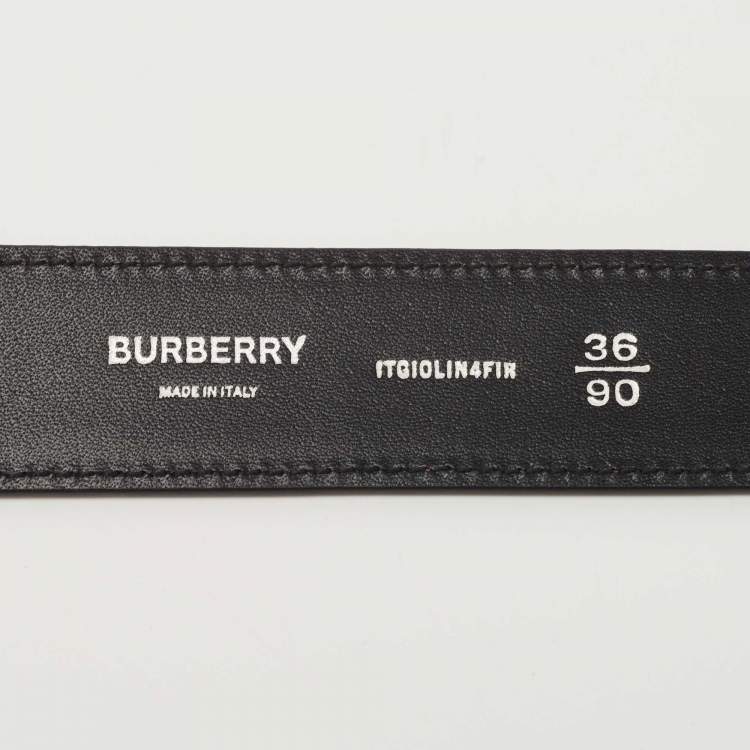 BURBERRY
MADE IN ITALY
ITGIOLIN4FIR
36
90